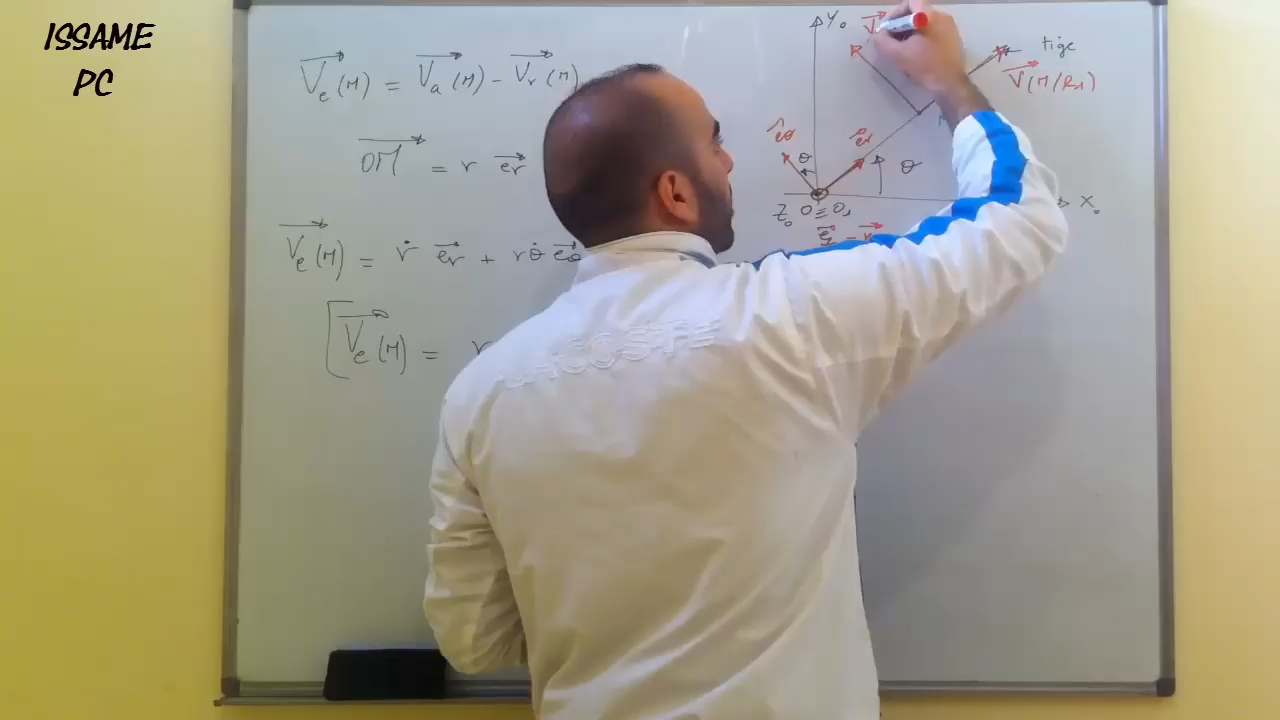 ISSAME
PC
Ve(M) = Va(M) - Vr(M)
OM = r er
Ve(M) = ṙ er + rθ̇ eθ
Ve(M) =
Y₀
V
tige
V(M/R1)
eθ
θ
er
θ
Z₀ O ≡ O₁
X₀
LACOSTE